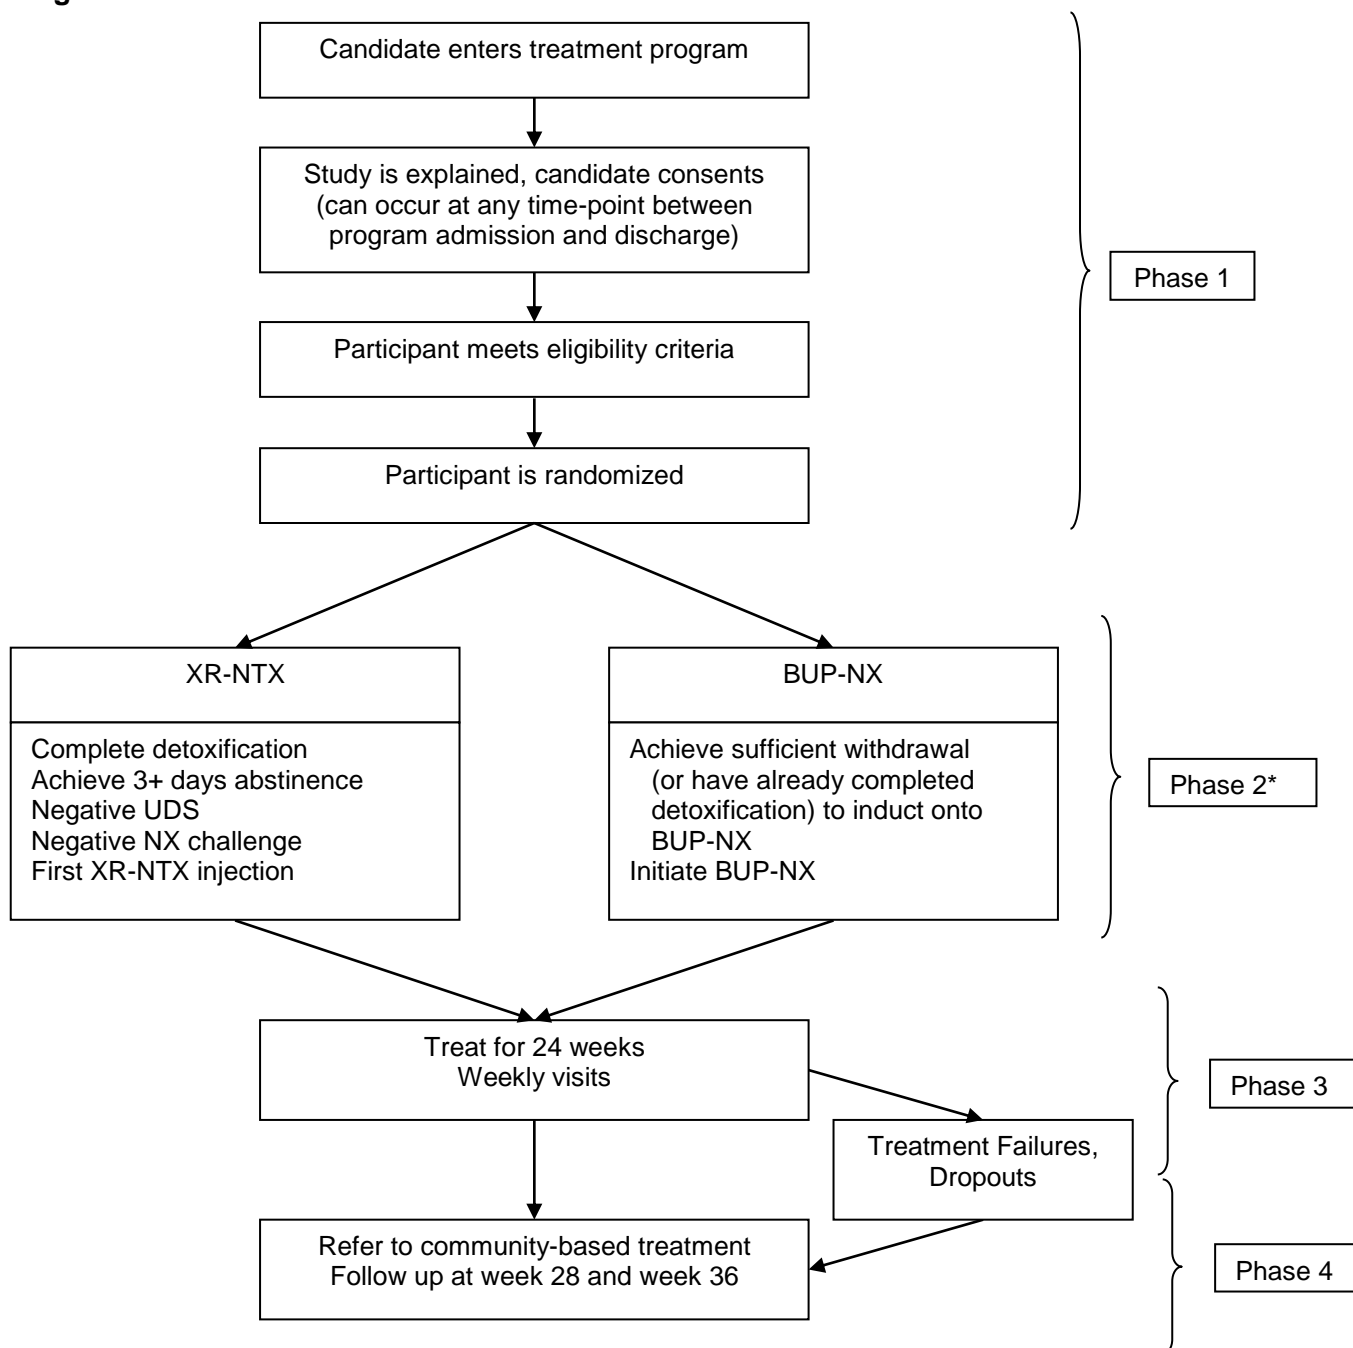 Candidate enters treatment program
Study is explained, candidate consents
(can occur at any time-point between
program admission and discharge)
Phase 1
Participant meets eligibility criteria
Participant is randomized
XR-NTX
Complete detoxification
Achieve 3+ days abstinence
Negative UDS
Negative NX challenge
First XR-NTX injection
BUP-NX
Achieve sufficient withdrawal
(or have already completed
detoxification) to induct onto
BUP-NX
Initiate BUP-NX
Phase 2*
Treat for 24 weeks
Weekly visits
Phase 3
Treatment Failures,
Dropouts
Refer to community-based treatment
Follow up at week 28 and week 36
Phase 4